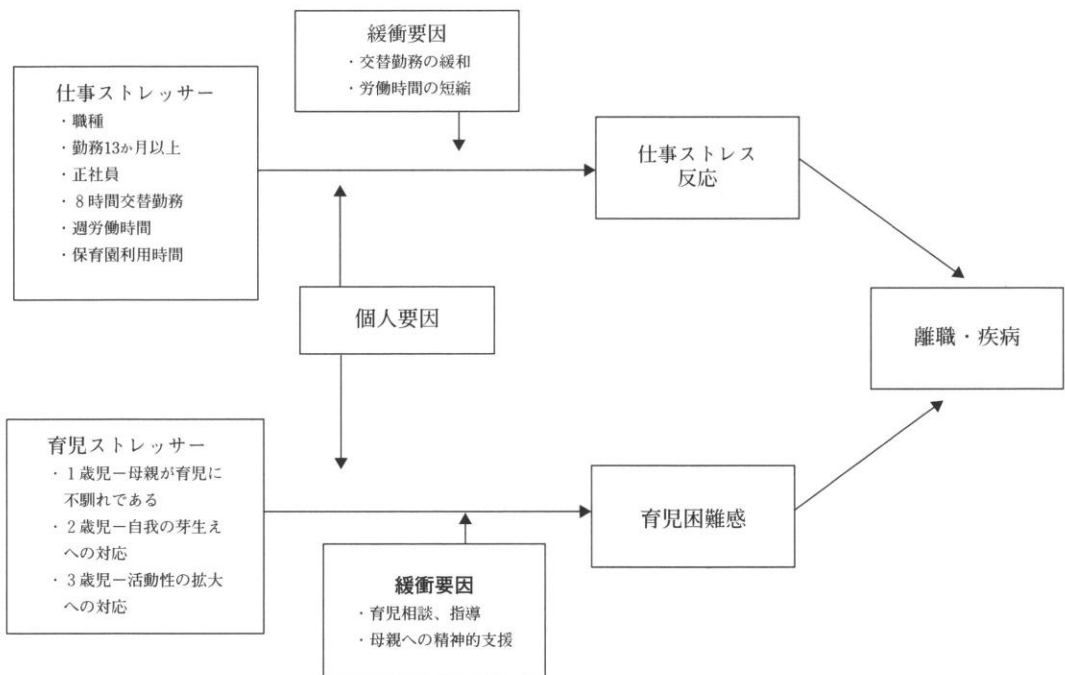 緩衝要因
・交替勤務の緩和
・労働時間の短縮
仕事ストレッサー
・職種
・勤務13か月以上
・正社員
・8時間交替勤務
・週労働時間
・保育園利用時間
仕事ストレス
反応
個人要因
離職・疾病
育児ストレッサー
・1歳児－母親が育児に
不馴れである
・2歳児－自我の芽生え
への対応
・3歳児－活動性の拡大
への対応
育児困難感
緩衝要因
・育児相談、指導
・母親への精神的支援